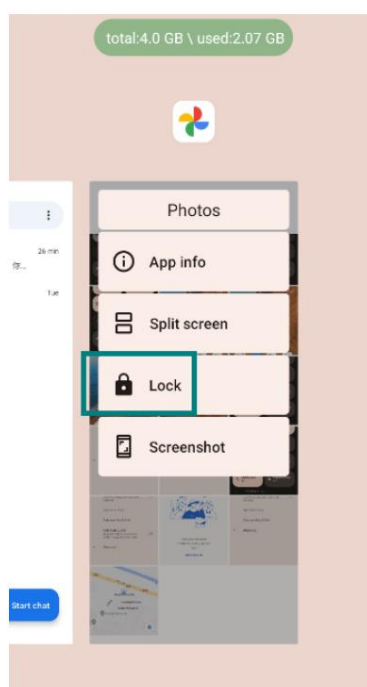 total:4.0 GB \ used:2.07 GB
Photos
26 min
你...
Tue
App info
Split screen
Lock
Screenshot
Start chat